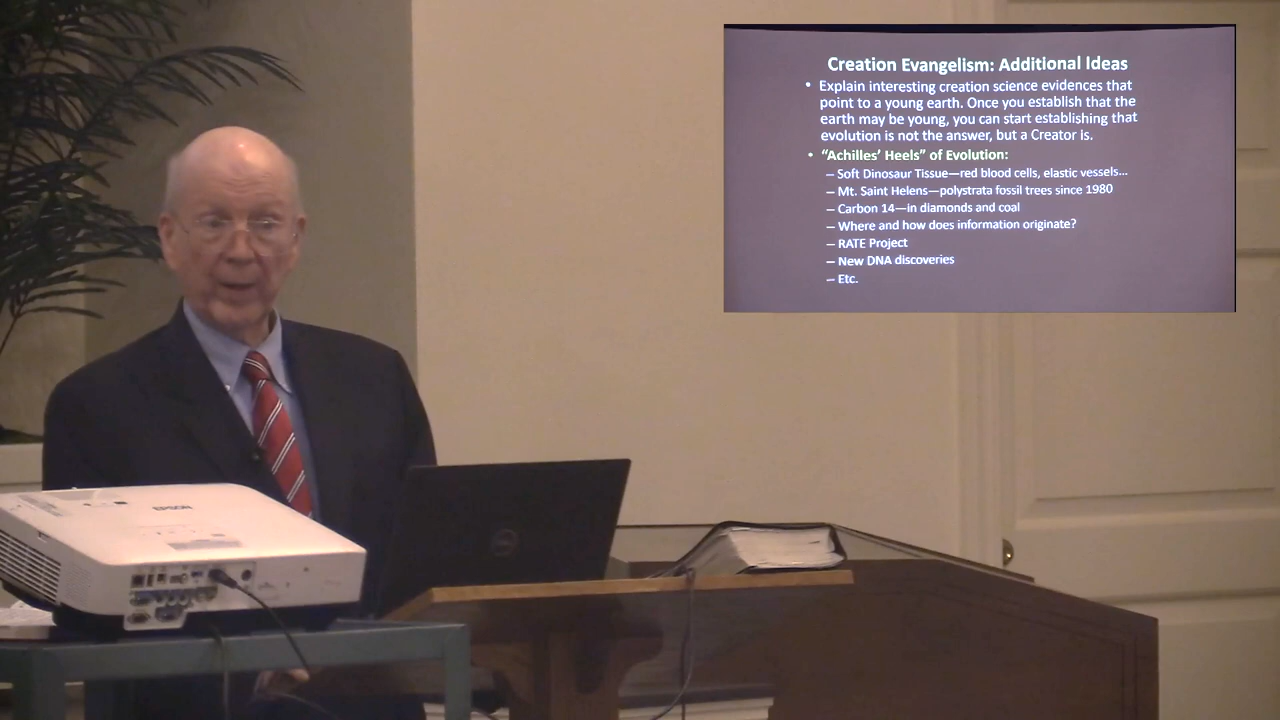 Creation Evangelism: Additional Ideas
• Explain interesting creation science evidences that
point to a young earth. Once you establish that the
earth may be young, you can start establishing that
evolution is not the answer, but a Creator is.
• “Achilles’ Heels” of Evolution:
– Soft Dinosaur Tissue—red blood cells, elastic vessels…
– Mt. Saint Helens—polystrata fossil trees since 1980
– Carbon 14—in diamonds and coal
– Where and how does information originate?
– RATE Project
– New DNA discoveries
– Etc.
EPSON
DELL